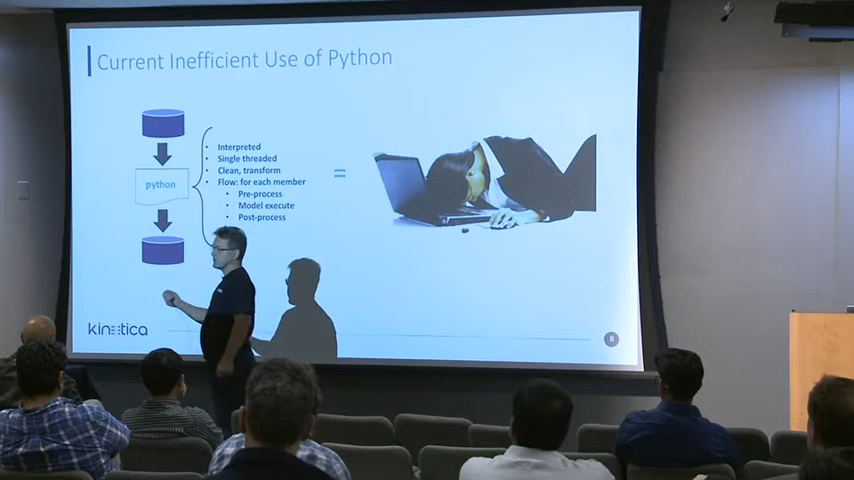 Current Inefficient Use of Python
python
• Interpreted
• Single threaded
• Clean, transform
• Flow: for each member
• Pre-process
• Model execute
• Post-process
=
kinetica
8